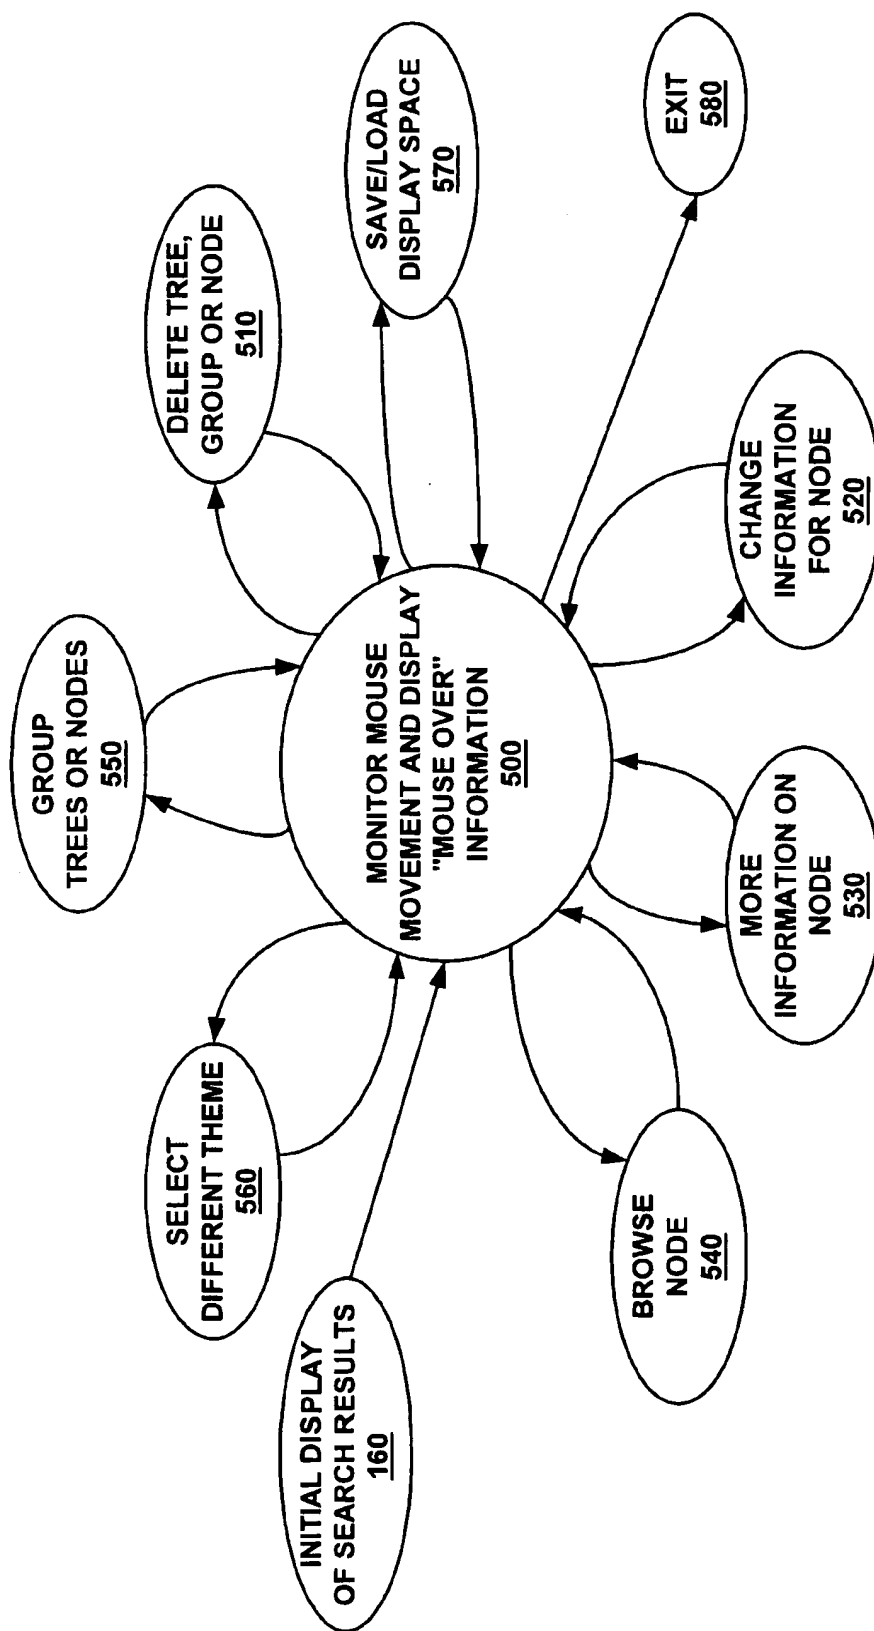 GROUP
TREES OR NODES
550
SELECT
DIFFERENT THEME
560
DELETE TREE,
GROUP OR NODE
510
INITIAL DISPLAY
OF SEARCH RESULTS
160
MONITOR MOUSE
MOVEMENT AND DISPLAY
"MOUSE OVER"
INFORMATION
500
SAVE/LOAD
DISPLAY SPACE
570
BROWSE
NODE
540
EXIT
580
MORE
INFORMATION ON
NODE
530
CHANGE
INFORMATION
FOR NODE
520